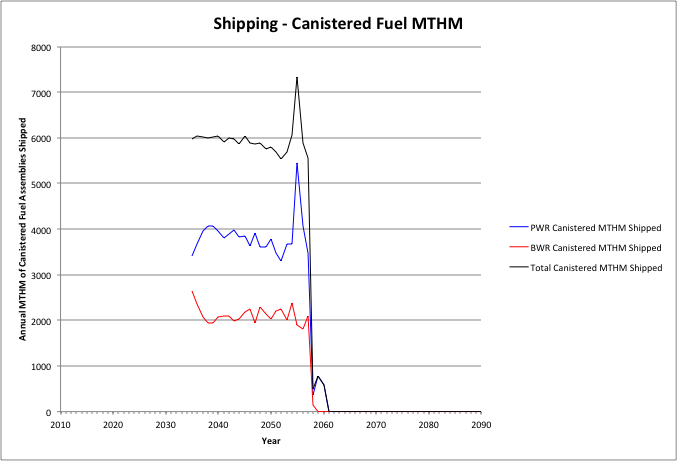 Shipping - Canistered Fuel MTHM
Annual MTHM of Canistered Fuel Assemblies Shipped
8000
7000
6000
5000
4000
3000
2000
1000
0
2010 2020 2030 2040 2050 2060 2070 2080 2090
Year
PWR Canistered MTHM Shipped
BWR Canistered MTHM Shipped
Total Canistered MTHM Shipped